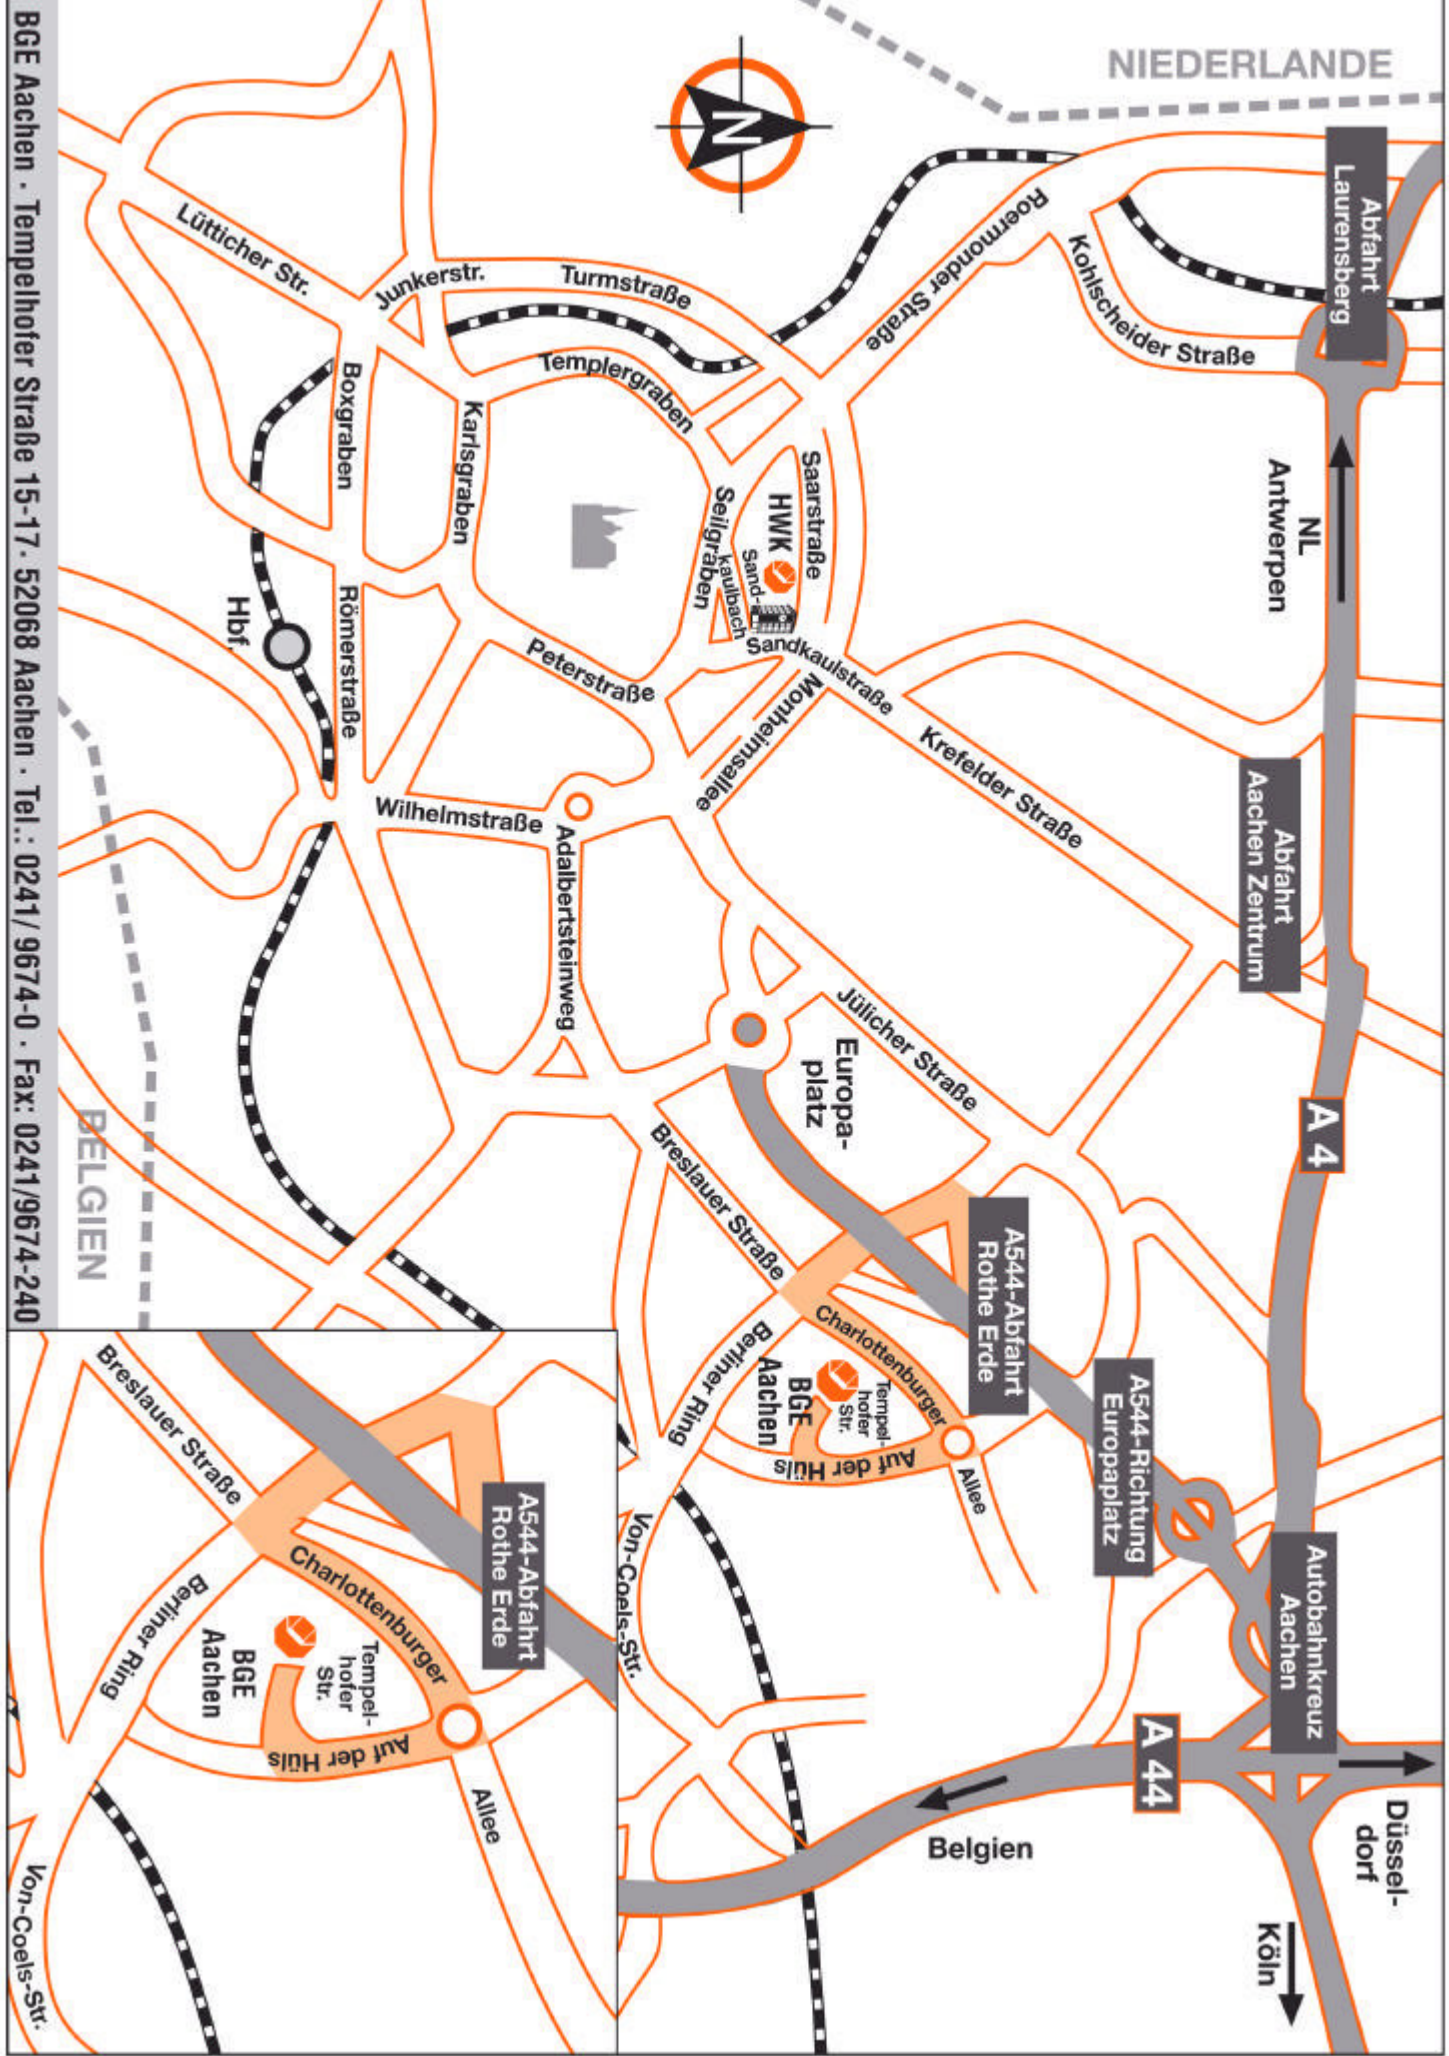 NIEDERLANDE
Abfahrt
Laurensberg
N
Roermonder Straße
Kohlscheider Straße
Lütticher Str.
Junkerstr.
Turmstraße
Templergraben
Boxgraben
Karlsgraben
Saarstraße
HWK
Seilgraben
Sand-
kaulbach
Sandkaulstraße
NL
Antwerpen
Hbf.
Römerstraße
Peterstraße
Monheimsallee
Krefelder Straße
Abfahrt
Aachen Zentrum
Wilhelmstraße
Adalbertsteinweg
Jülicher Straße
Europa-
platz
A 4
BELGIEN
Breslauer Straße
A544-Abfahrt
Rothe Erde
Charlottenburger
Allee
Berliner Ring
BGE
Aachen
Tempel-
hofer
Str.
Auf der Hüls
A544-Richtung
Europaplatz
Autobahnkreuz
Aachen
Von-Coels-Str.
A 44
Belgien
Düssel-
dorf
Köln
Breslauer Straße
A544-Abfahrt
Rothe Erde
Charlottenburger
Allee
Berliner Ring
BGE
Aachen
Tempel-
hofer
Str.
Auf der Hüls
Von-Coels-Str.
BGE Aachen · Tempelhofer Straße 15-17· 52068 Aachen · Tel.: 0241/ 9674-0 · Fax: 0241/9674-240